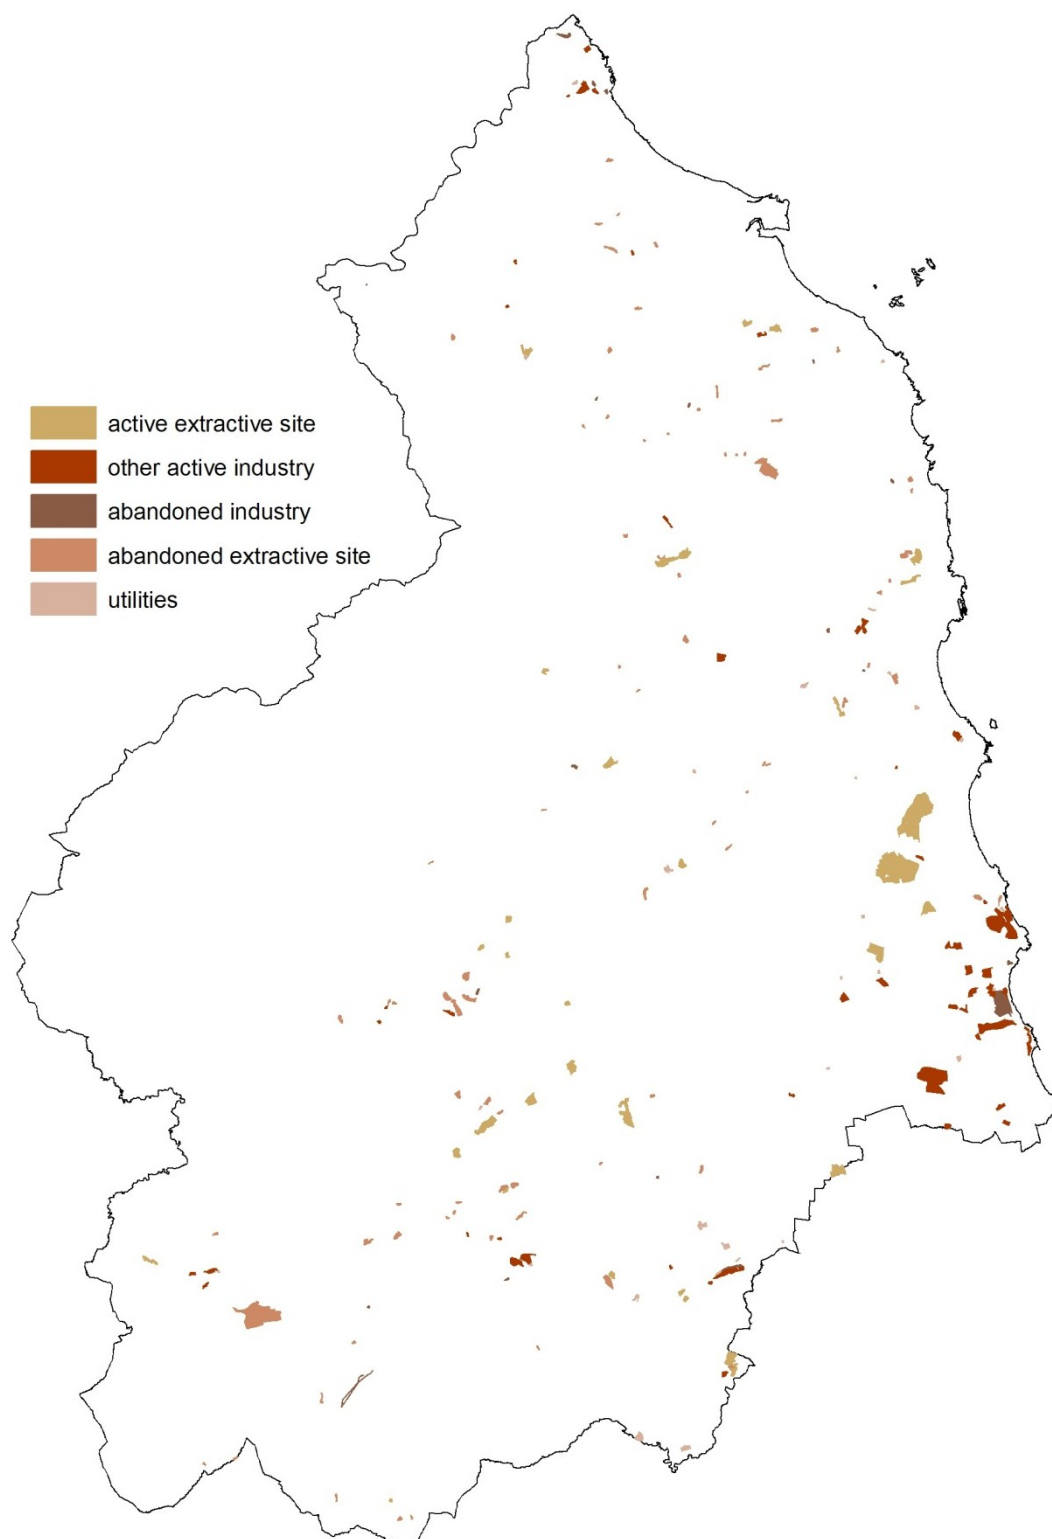 active extractive site
other active industry
abandoned industry
abandoned extractive site
utilities